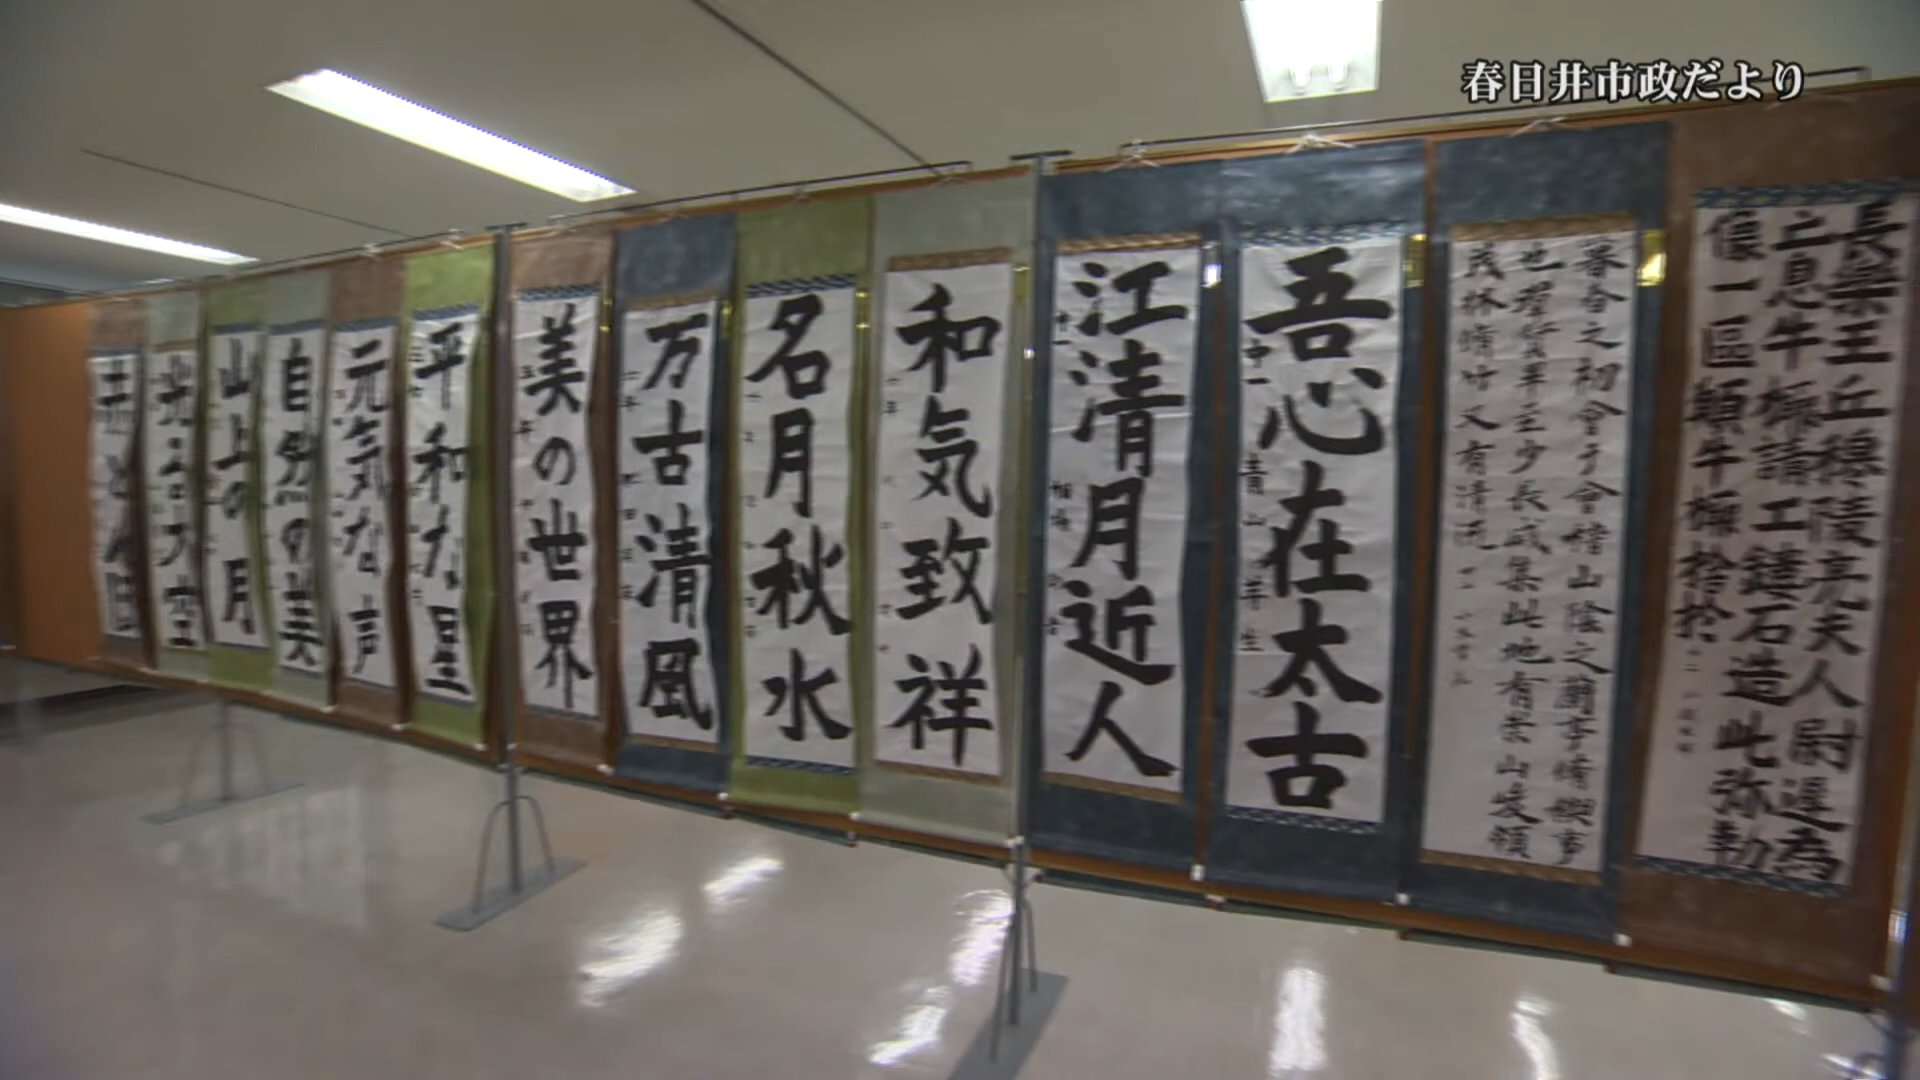 春日井市政だより
長樂王丘穆陵亮夫人尉遅為
亡息牛橛請工鏤石造此弥勒
像一區願牛橛捨於
暮春之初會于會稽山陰之蘭亭脩禊事
也群賢畢至少長咸集此地有崇山峻領
茂林脩竹又有清流
吾心在太古
中一
江清月近人
和気致祥
名月秋水
万古清風
美の世界
平和な里
元気な声
自然の美
山上の月